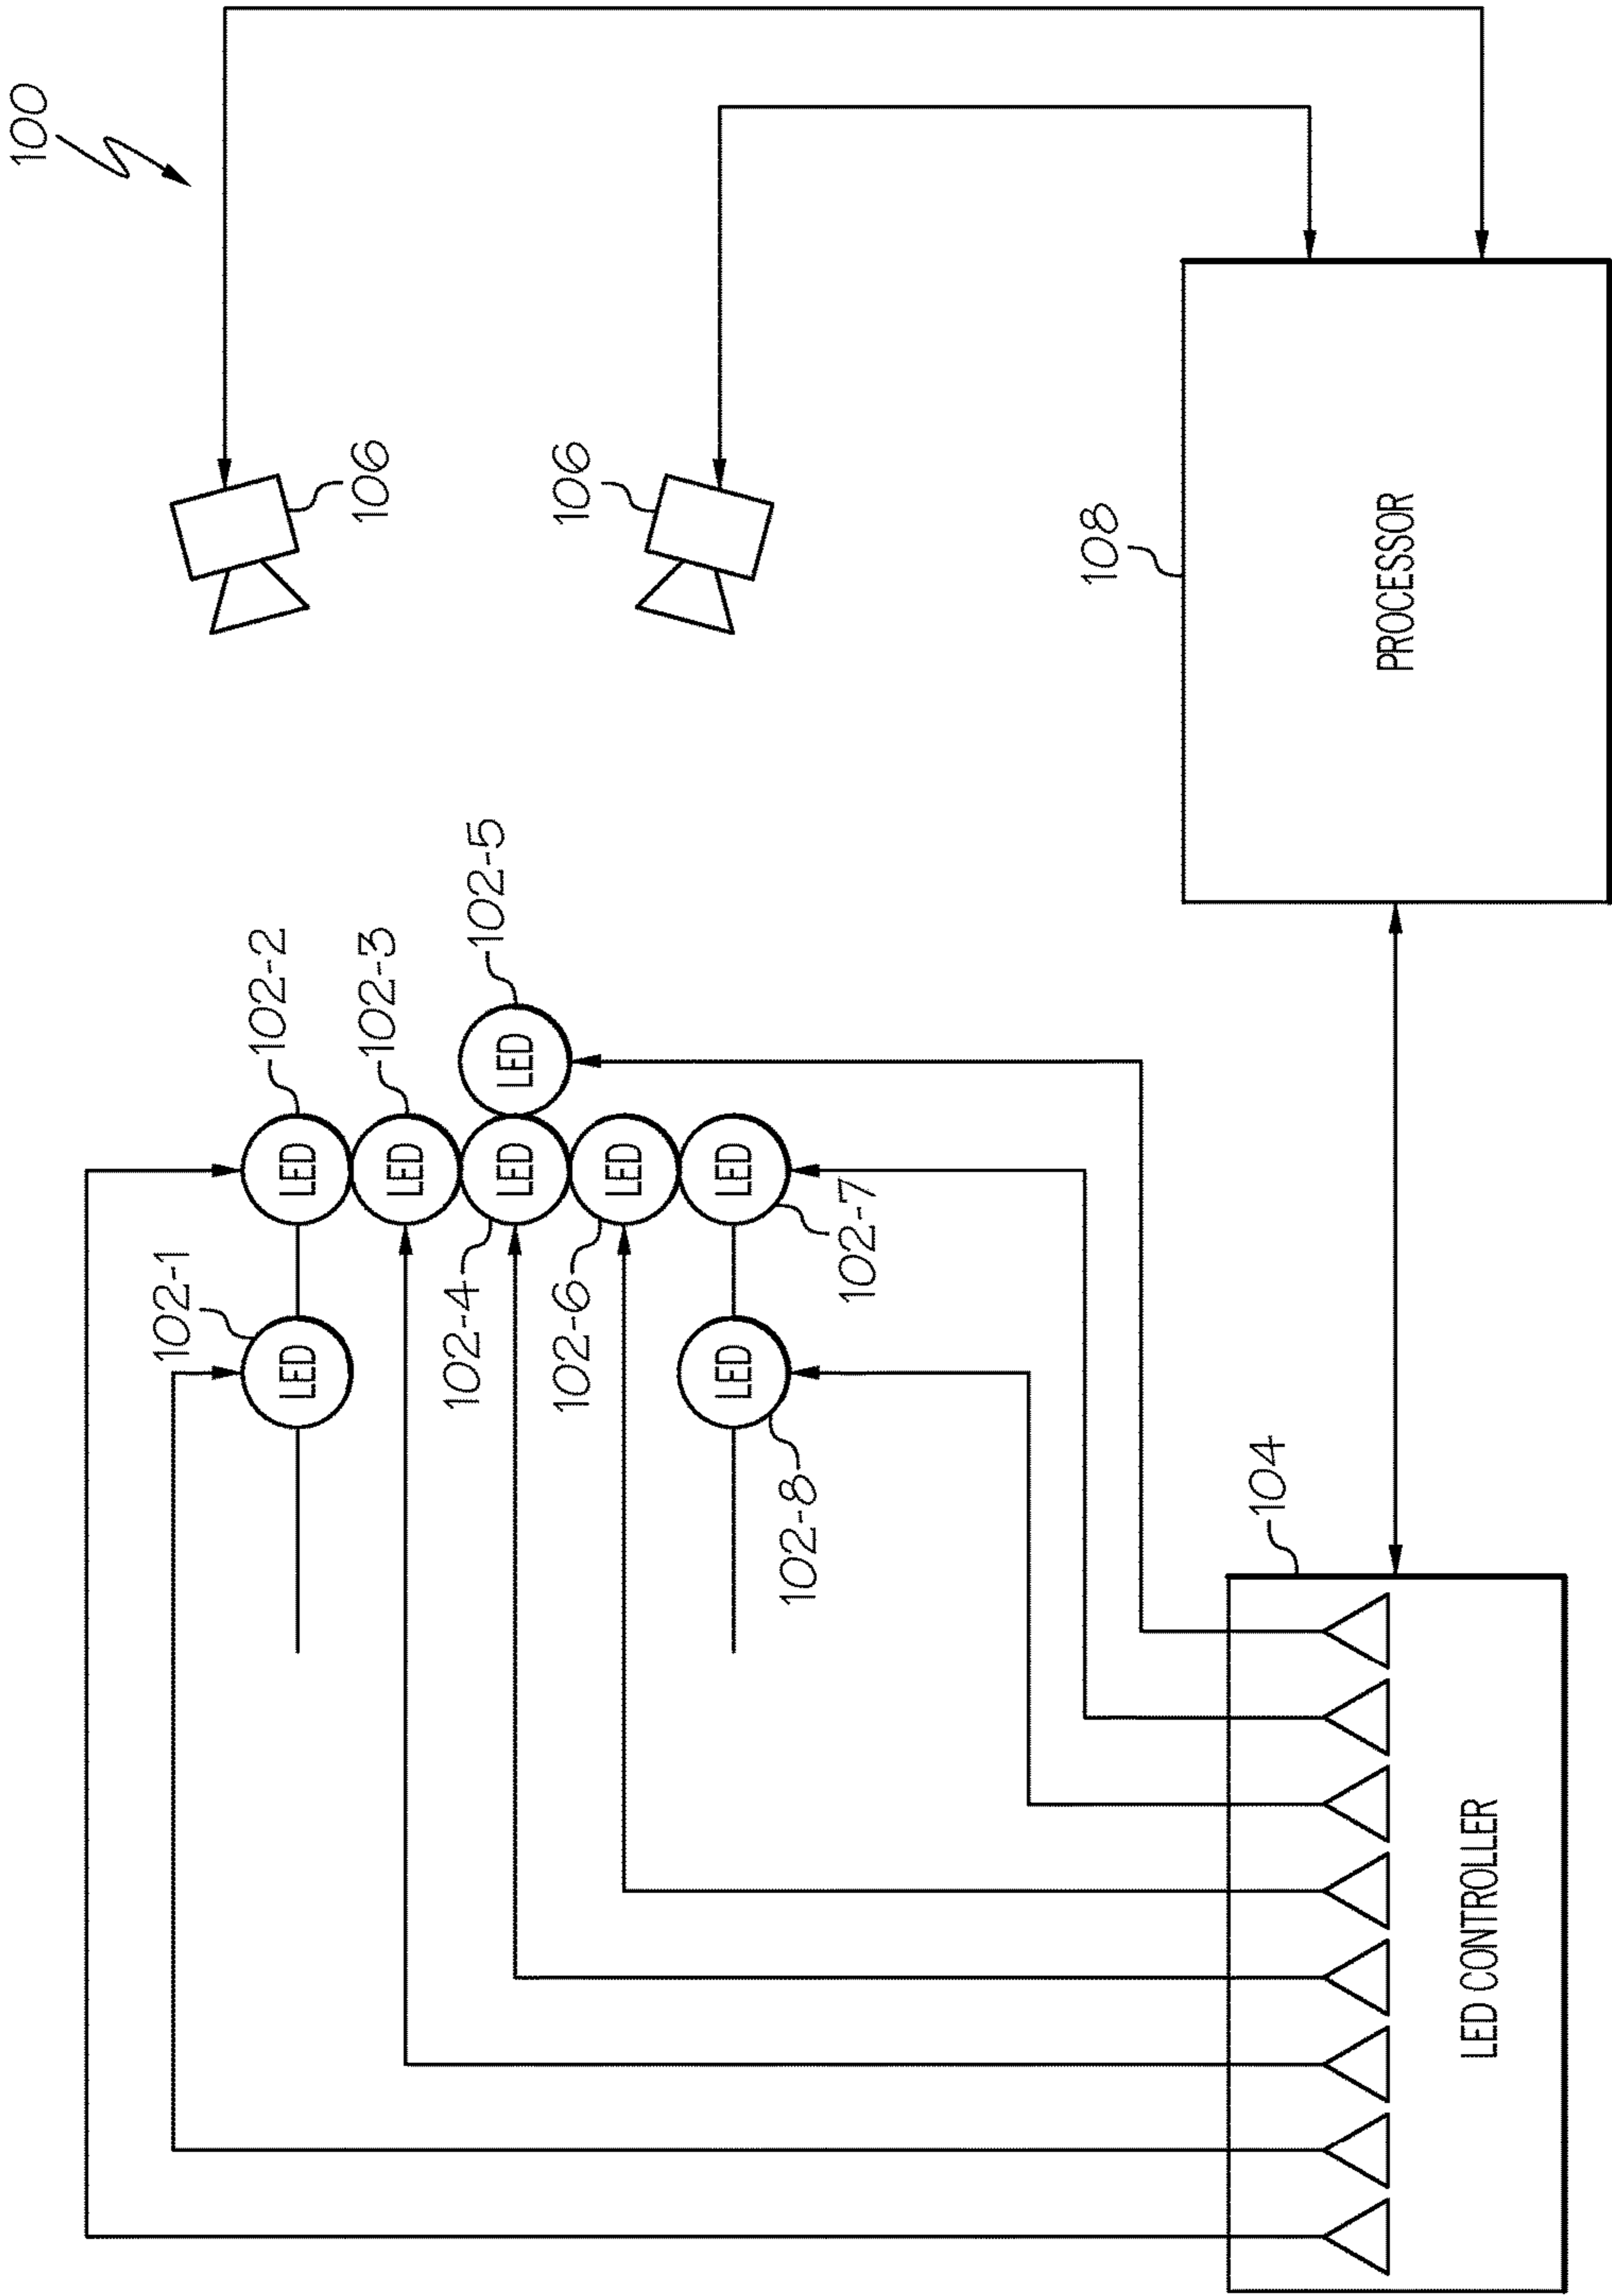 100
106
106
102-1
102-2
102-3
102-4
102-5
102-6
102-7
102-8
LED
LED
LED
LED
LED
LED
LED
LED
104
LED CONTROLLER
108
PROCESSOR